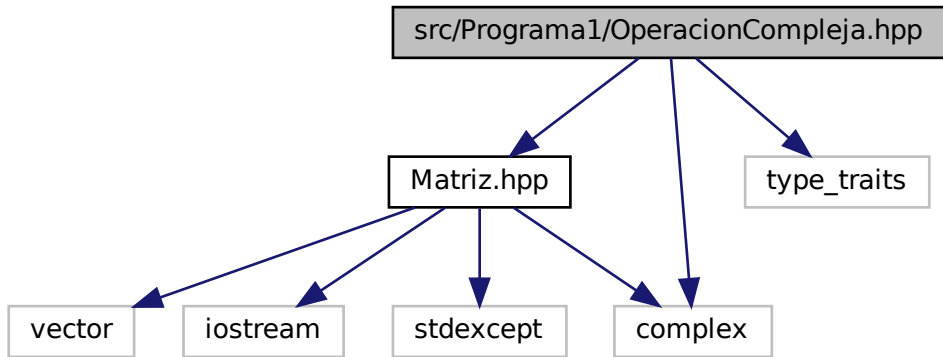 src/Programa1/OperacionCompleja.hpp
Matriz.hpp
type_traits
vector
iostream
stdexcept
complex